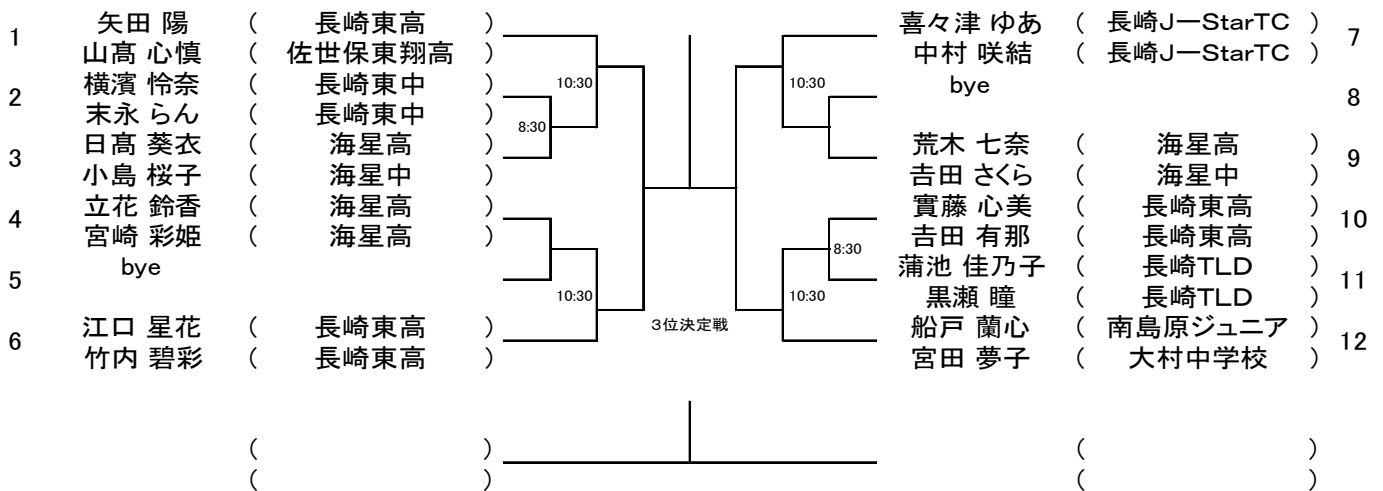 1 矢田 陽 ( 長崎東高 )
山髙 心慎 ( 佐世保東翔高 )
2 横濱 怜奈 ( 長崎東中 )
末永 らん ( 長崎東中 )
3 日髙 葵衣 ( 海星高 )
小島 桜子 ( 海星中 )
4 立花 鈴香 ( 海星高 )
宮崎 彩姫 ( 海星高 )
5 bye
6 江口 星花 ( 長崎東高 )
竹内 碧彩 ( 長崎東高 )
10:30
8:30
10:30
10:30
8:30
10:30
3位決定戦
喜々津 ゆあ ( 長崎JーStarTC ) 7
中村 咲結 ( 長崎JーStarTC )
bye 8
荒木 七奈 ( 海星高 ) 9
吉田 さくら ( 海星中 )
實藤 心美 ( 長崎東高 ) 10
吉田 有那 ( 長崎東高 )
蒲池 佳乃子 ( 長崎TLD ) 11
黒瀬 瞳 ( 長崎TLD )
船戸 蘭心 ( 南島原ジュニア ) 12
宮田 夢子 ( 大村中学校 )
( ) ( )
( ) ( )